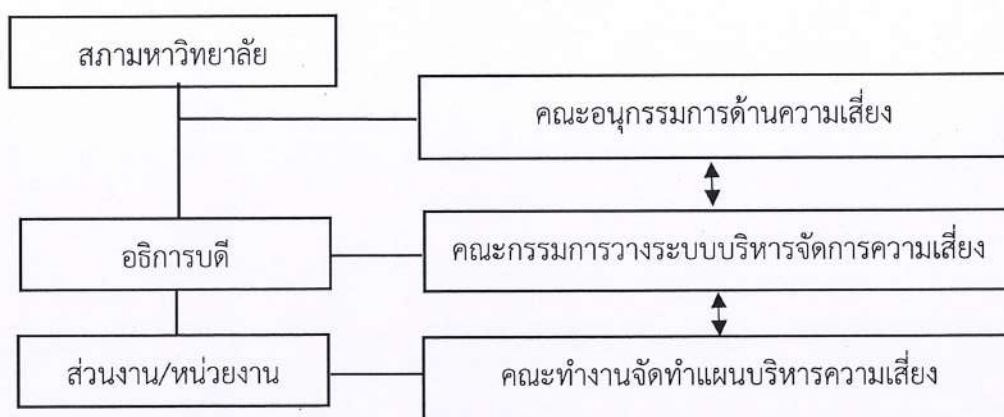 สภามหาวิทยาลัย
คณะอนุกรรมการด้านความเสี่ยง
อธิการบดี
คณะกรรมการวางระบบบริหารจัดการความเสี่ยง
ส่วนงาน/หน่วยงาน
คณะทำงานจัดทำแผนบริหารความเสี่ยง